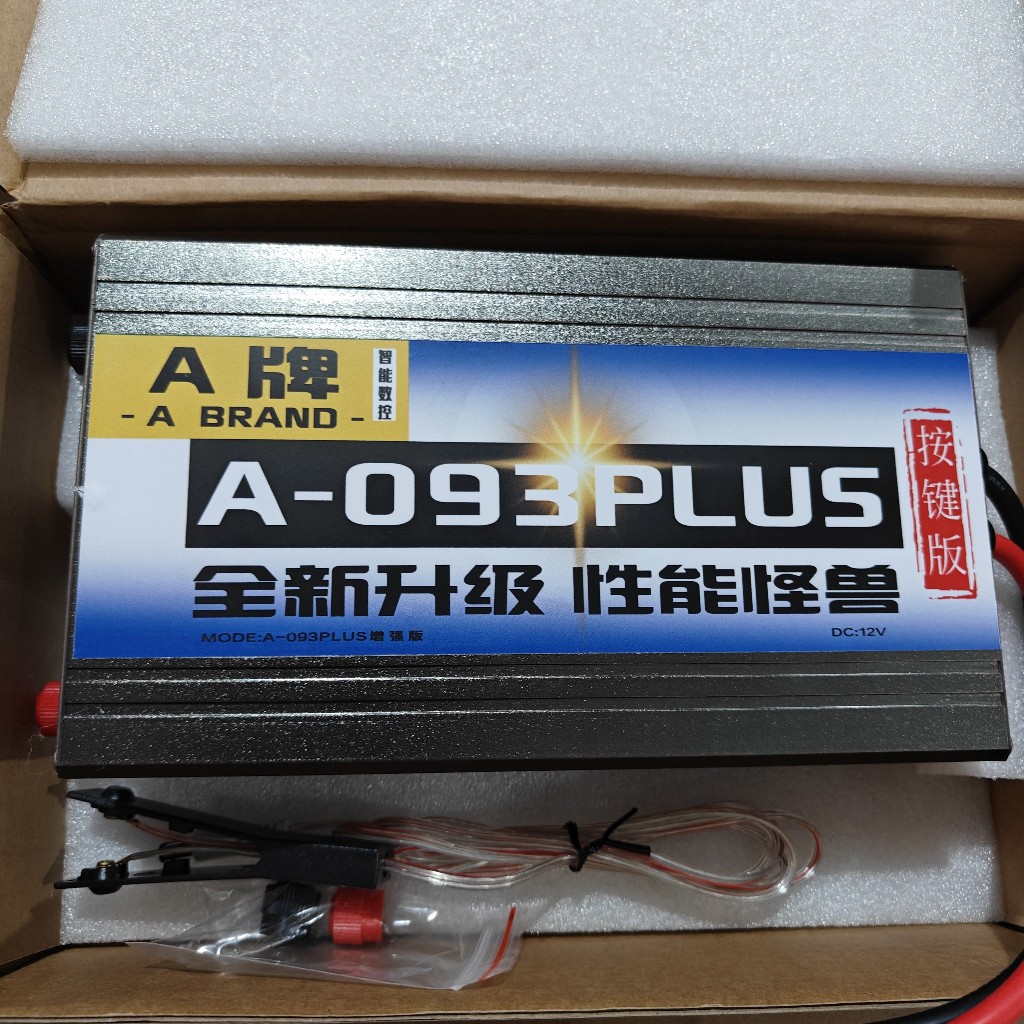 A 牌
智能数控
- A BRAND -
A-093PLUS
按键版
全新升级 性能怪兽
MODE:A-093PLUS增强版
DC:12V